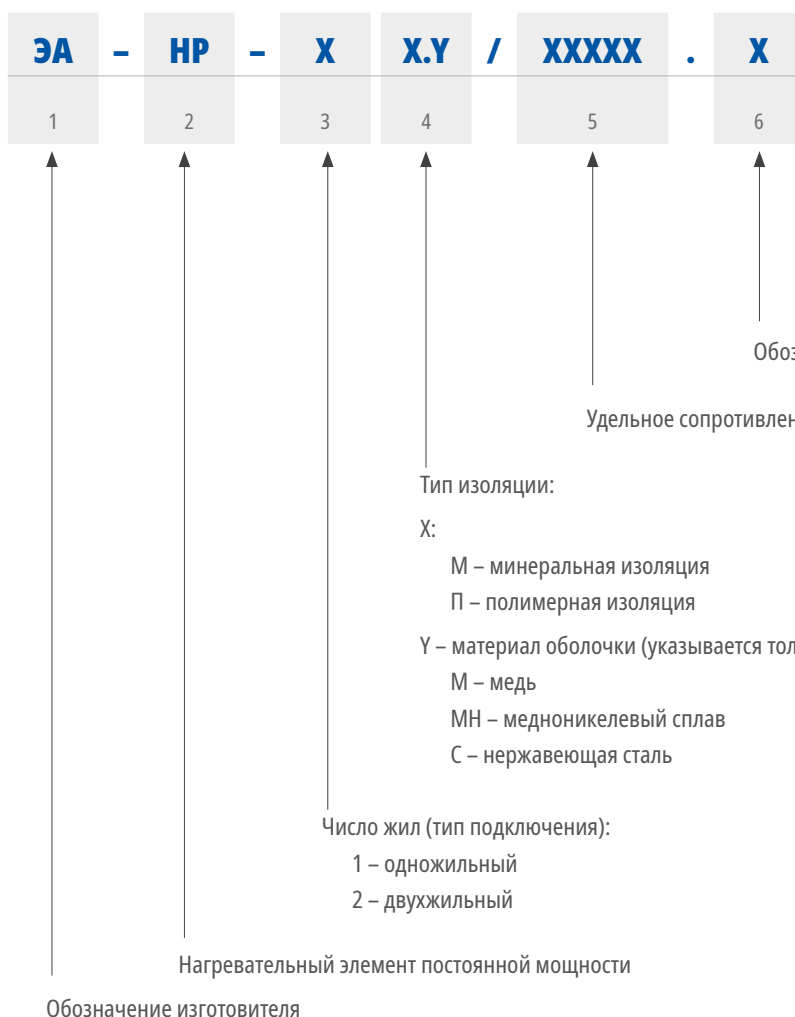 ЭА – НР – X X.Y / XXXXX . X
1 2 3 4 5 6
Удельное
Тип изоляции:
X:
М – минеральная изоляция
П – полимерная изоляция
Y – материал оболочки (указывается
М – медь
МН – медноникелевый сплав
С – нержавеющая сталь
Число жил (тип подключения):
1 – одножильный
2 – двухжильный
Нагревательный элемент постоянной мощности
Обозначение изготовителя